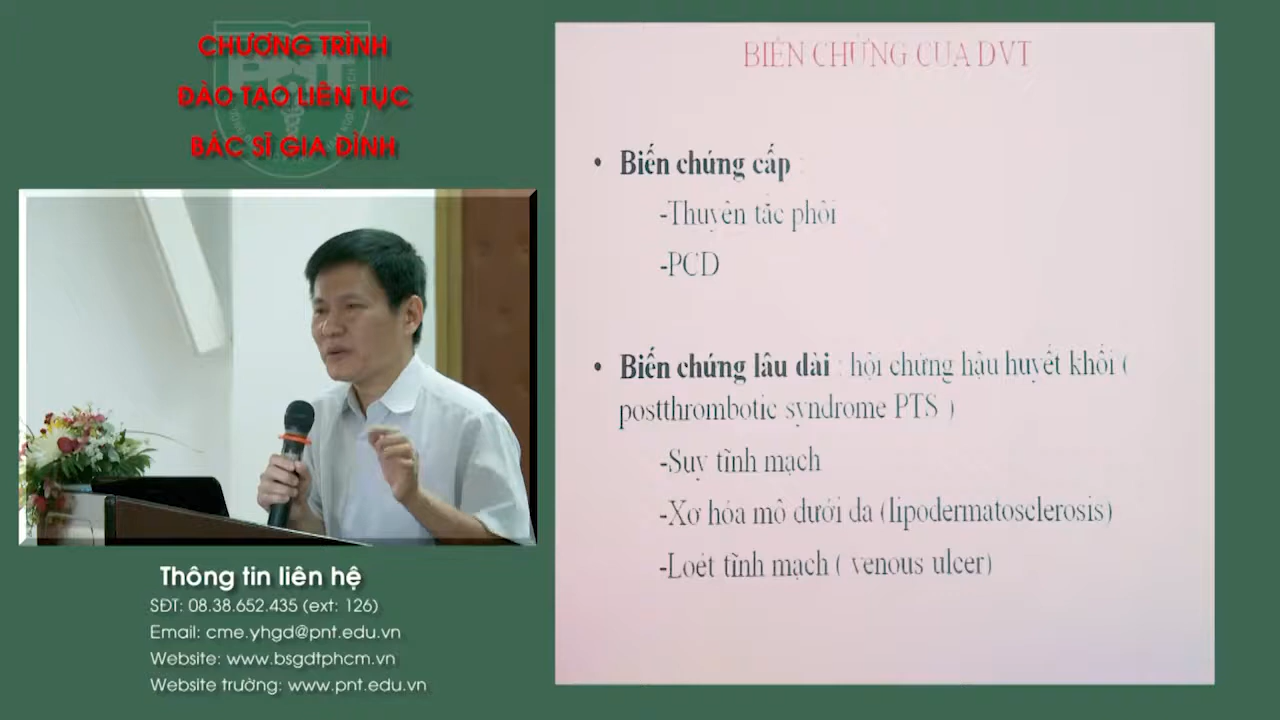 CHƯƠNG TRÌNH
ĐÀO TẠO LIÊN TỤC
BÁC SĨ GIA ĐÌNH
PNT
Thông tin liên hệ
SĐT: 08.38.652.435 (ext: 126)
Email: cme.yhgd@pnt.edu.vn
Website: www.bsgdtphcm.vn
Website trường: www.pnt.edu.vn
BIẾN CHỨNG CỦA DVT
• Biến chứng cấp :
-Thuyên tắc phổi
-PCD
• Biến chứng lâu dài : hội chứng hậu huyết khối (
postthrombotic syndrome PTS )
-Suy tĩnh mạch
-Xơ hóa mô dưới da (lipodermatosclerosis)
-Loét tĩnh mạch ( venous ulcer)